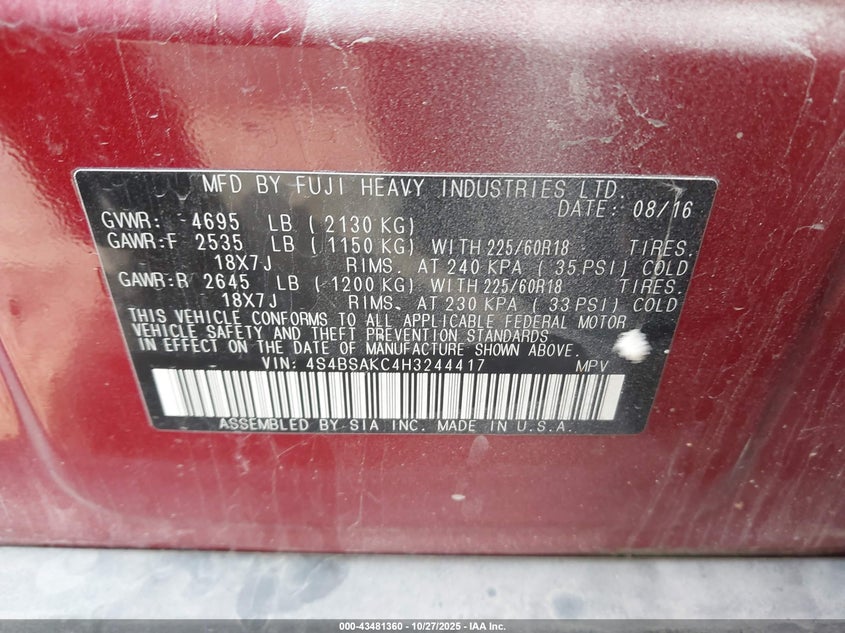 MFD BY FUJI HEAVY INDUSTRIES LTD
DATE: 08/16
GVWR: 4695 LB (2130 KG)
GAWR:F 2535 LB (1150 KG) WITH 225/60R18 TIRES.
18X7J RIMS. AT 240 KPA (35 PSI) COLD
GAWR:R 2645 LB (1200 KG) WITH 225/60R18 TIRES.
18X7J RIMS. AT 230 KPA (33 PSI) COLD
THIS VEHICLE CONFORMS TO ALL APPLICABLE FEDERAL MOTOR
VEHICLE SAFETY AND THEFT PREVENTION STANDARDS
IN EFFECT ON THE DATE OF MANUFACTURE SHOWN ABOVE.
VIN: 4S4BSAKC4H3244417 MPV
ASSEMBLED BY SIA INC. MADE IN U.S.A.
000-43481360 | 10/27/2025 | IAA Inc.